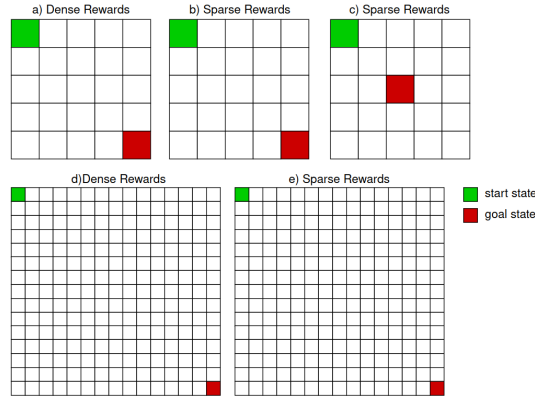 a) Dense Rewards
b) Sparse Rewards
c) Sparse Rewards
d)Dense Rewards
e) Sparse Rewards
start state
goal state